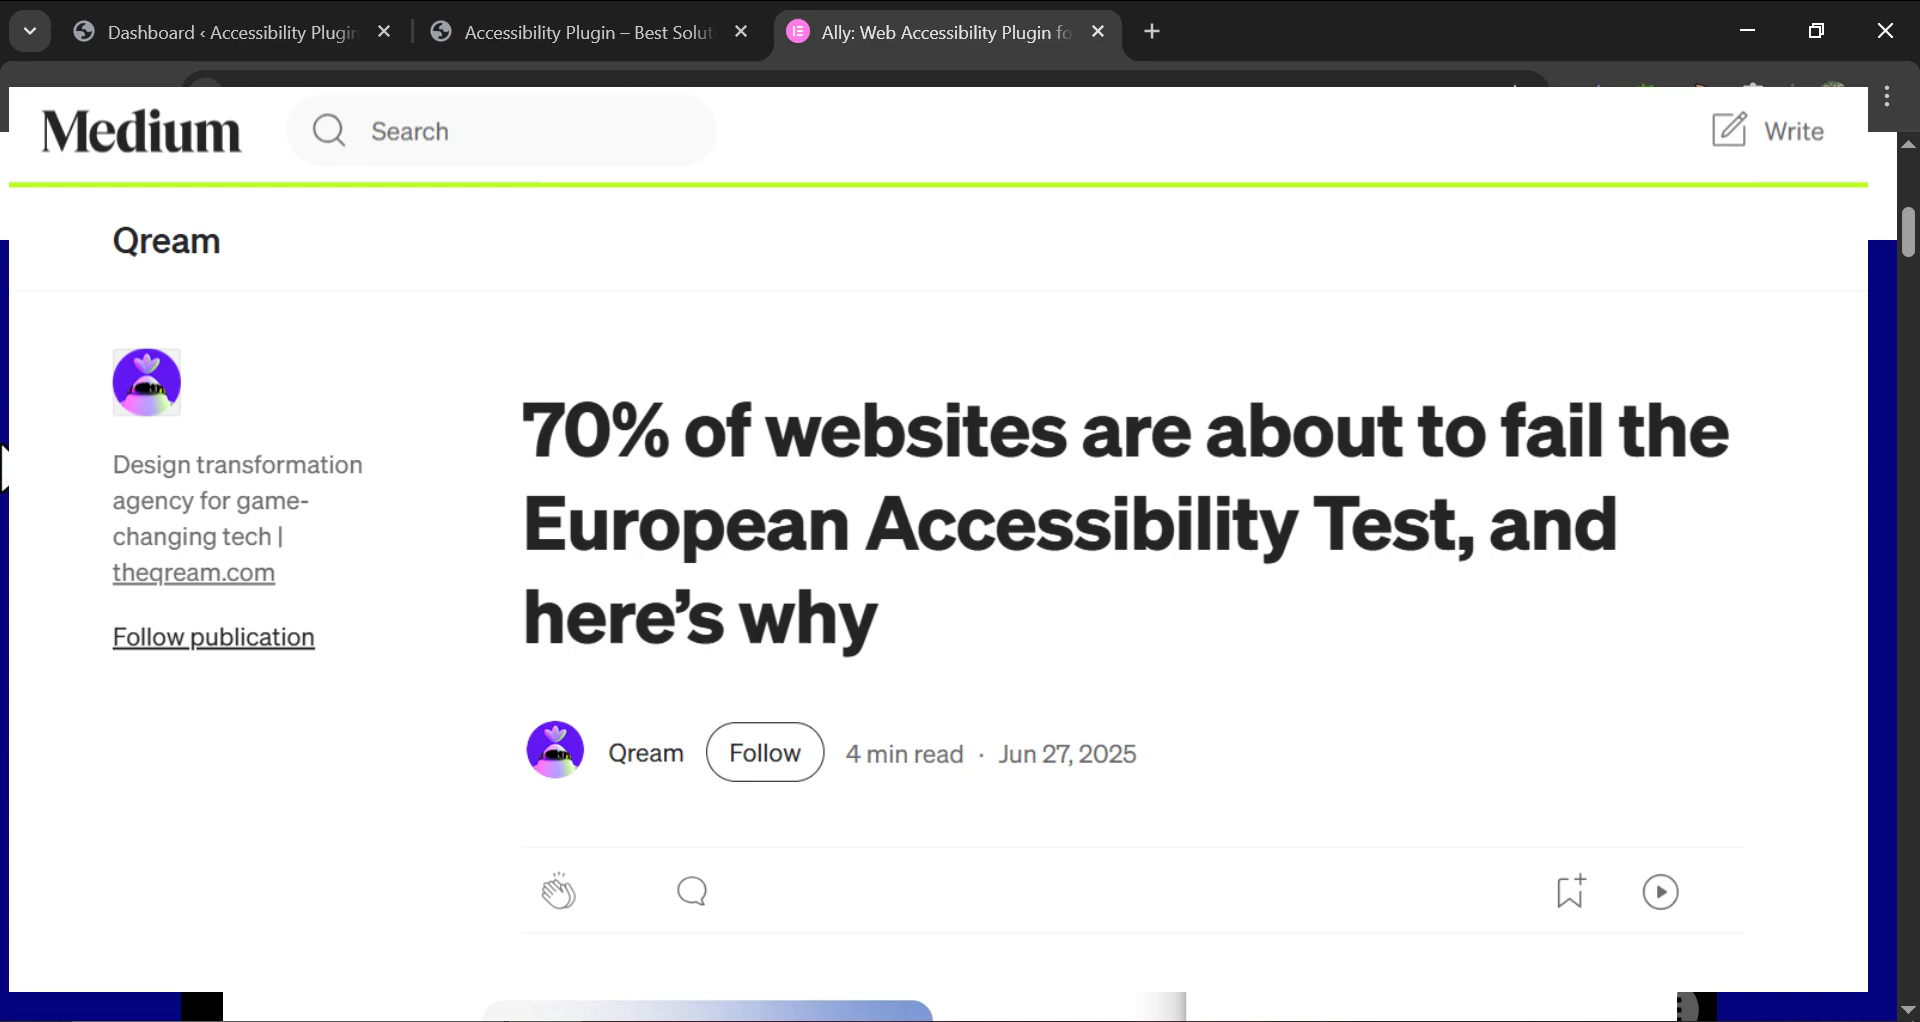 Dashboard ‹ Accessibility Plugin
Accessibility Plugin – Best Solut
Ally: Web Accessibility Plugin fo
Medium
Search
Write
Qream
Design transformation
agency for game-
changing tech |
theqream.com
Follow publication
70% of websites are about to fail the
European Accessibility Test, and
here’s why
Qream
Follow
4 min read · Jun 27, 2025